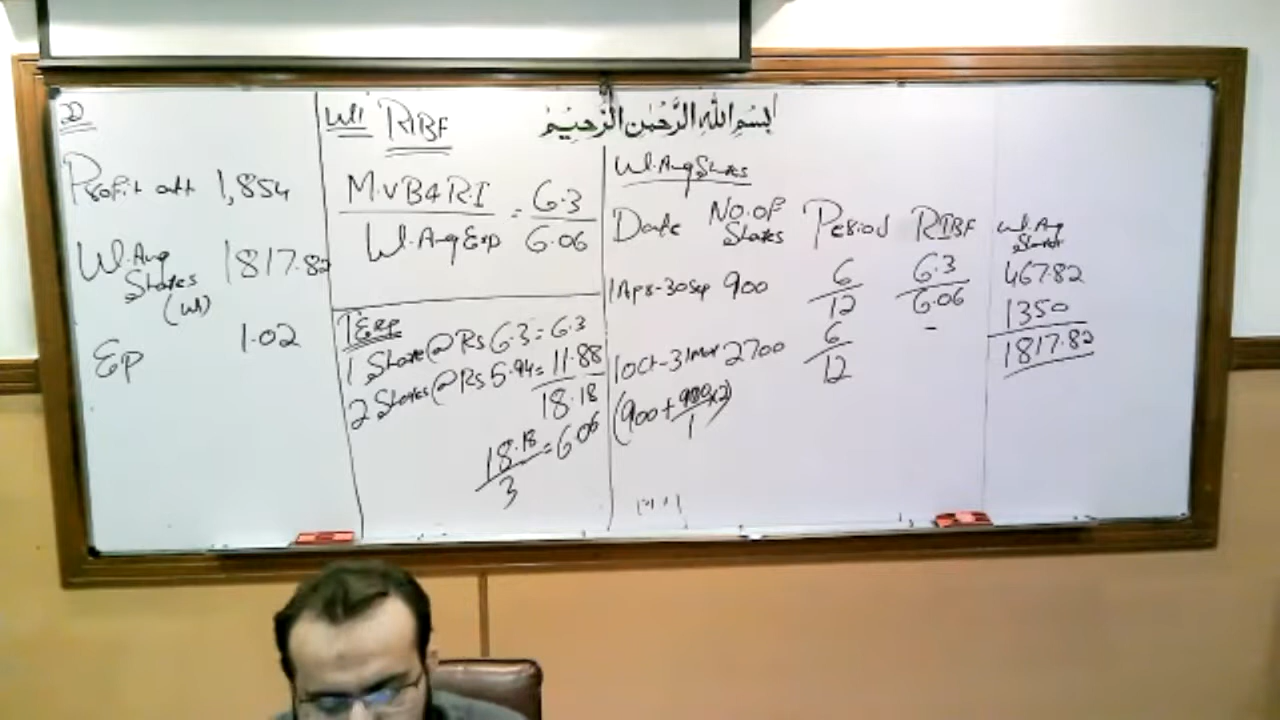 بسم الله الرحمن الرحيم
Profit att 1,854
W.Avg Shares (W1) 1817.82
Ep 1.02
W1 RIBF
M.V B4 R.I / W.Avg Exp = 6.3 / 6.06
1 Share @ Rs 6.3 = 6.3
2 Shares @ Rs 5.94 = 11.88
18.18
18.18 / 3 = 6.06
W.Avg Shares
Date No. of Shares Period RIBF W.Avg Shares
1 Apr - 30 Sep 900 6/12 6.3/6.06 467.82
1 Oct - 31 Mar 2700 6/12 - 1350
(900 + 900/1 x 2) 1817.82